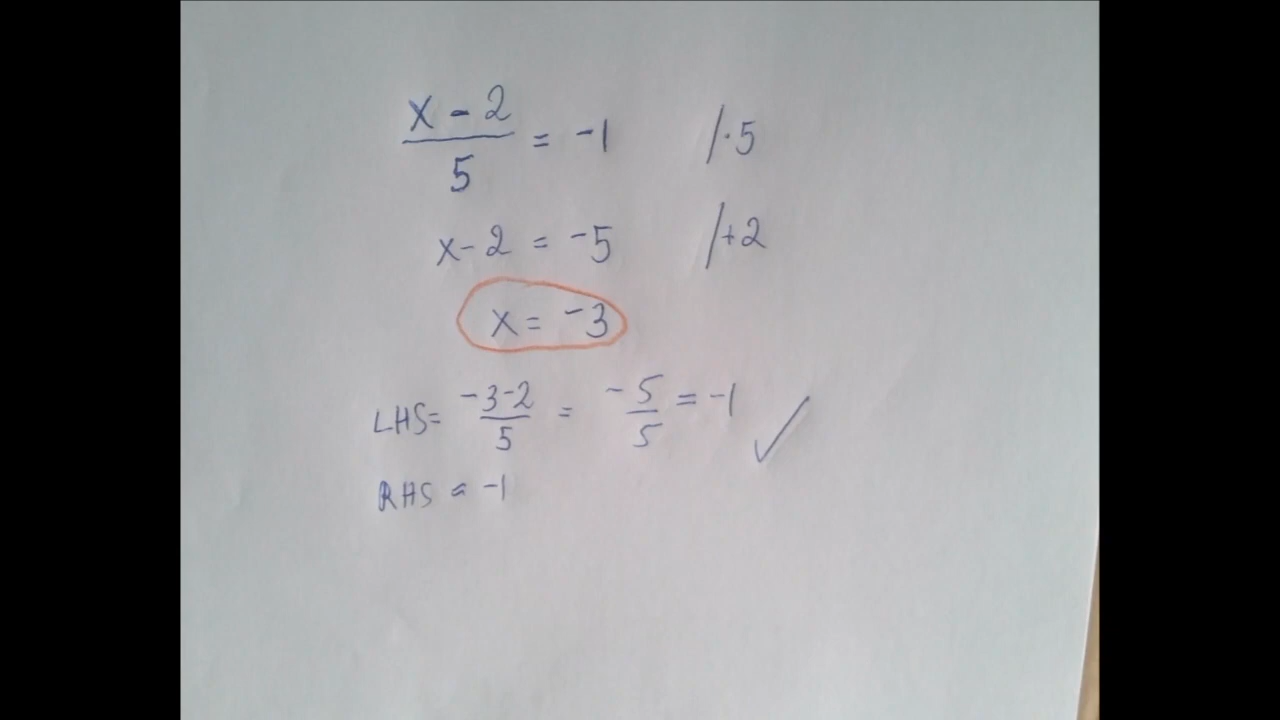 x - 2 / 5 = -1 /·5
x - 2 = -5 /+2
x = -3
LHS = -3-2 / 5 = -5 / 5 = -1 ✓
RHS = -1